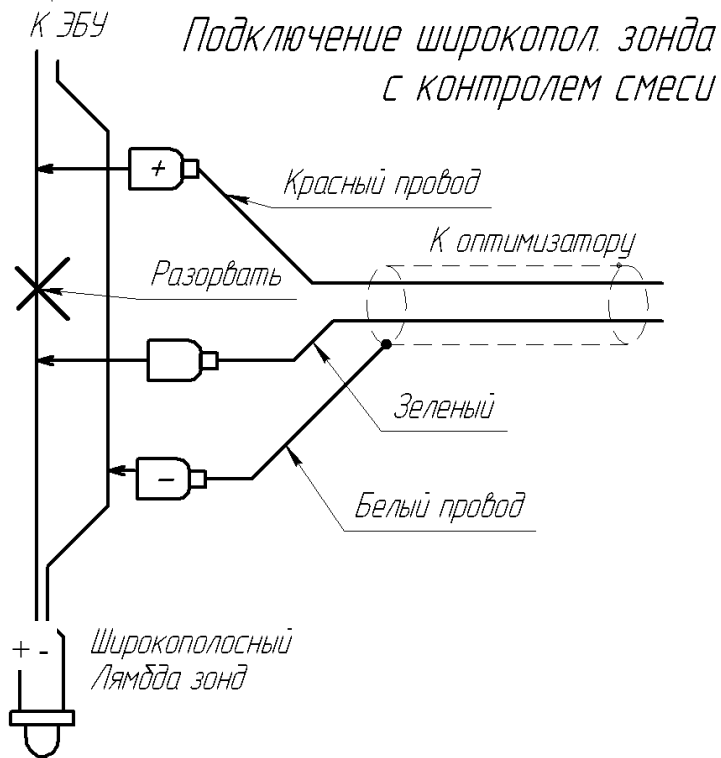 К ЭБУ
Подключение широкопол. зонда
с контролем смеси
+
Красный провод
К оптимизатору
Разорвать
Зеленый
-
Белый провод
+ -
Широкополосный
Лямбда зонд